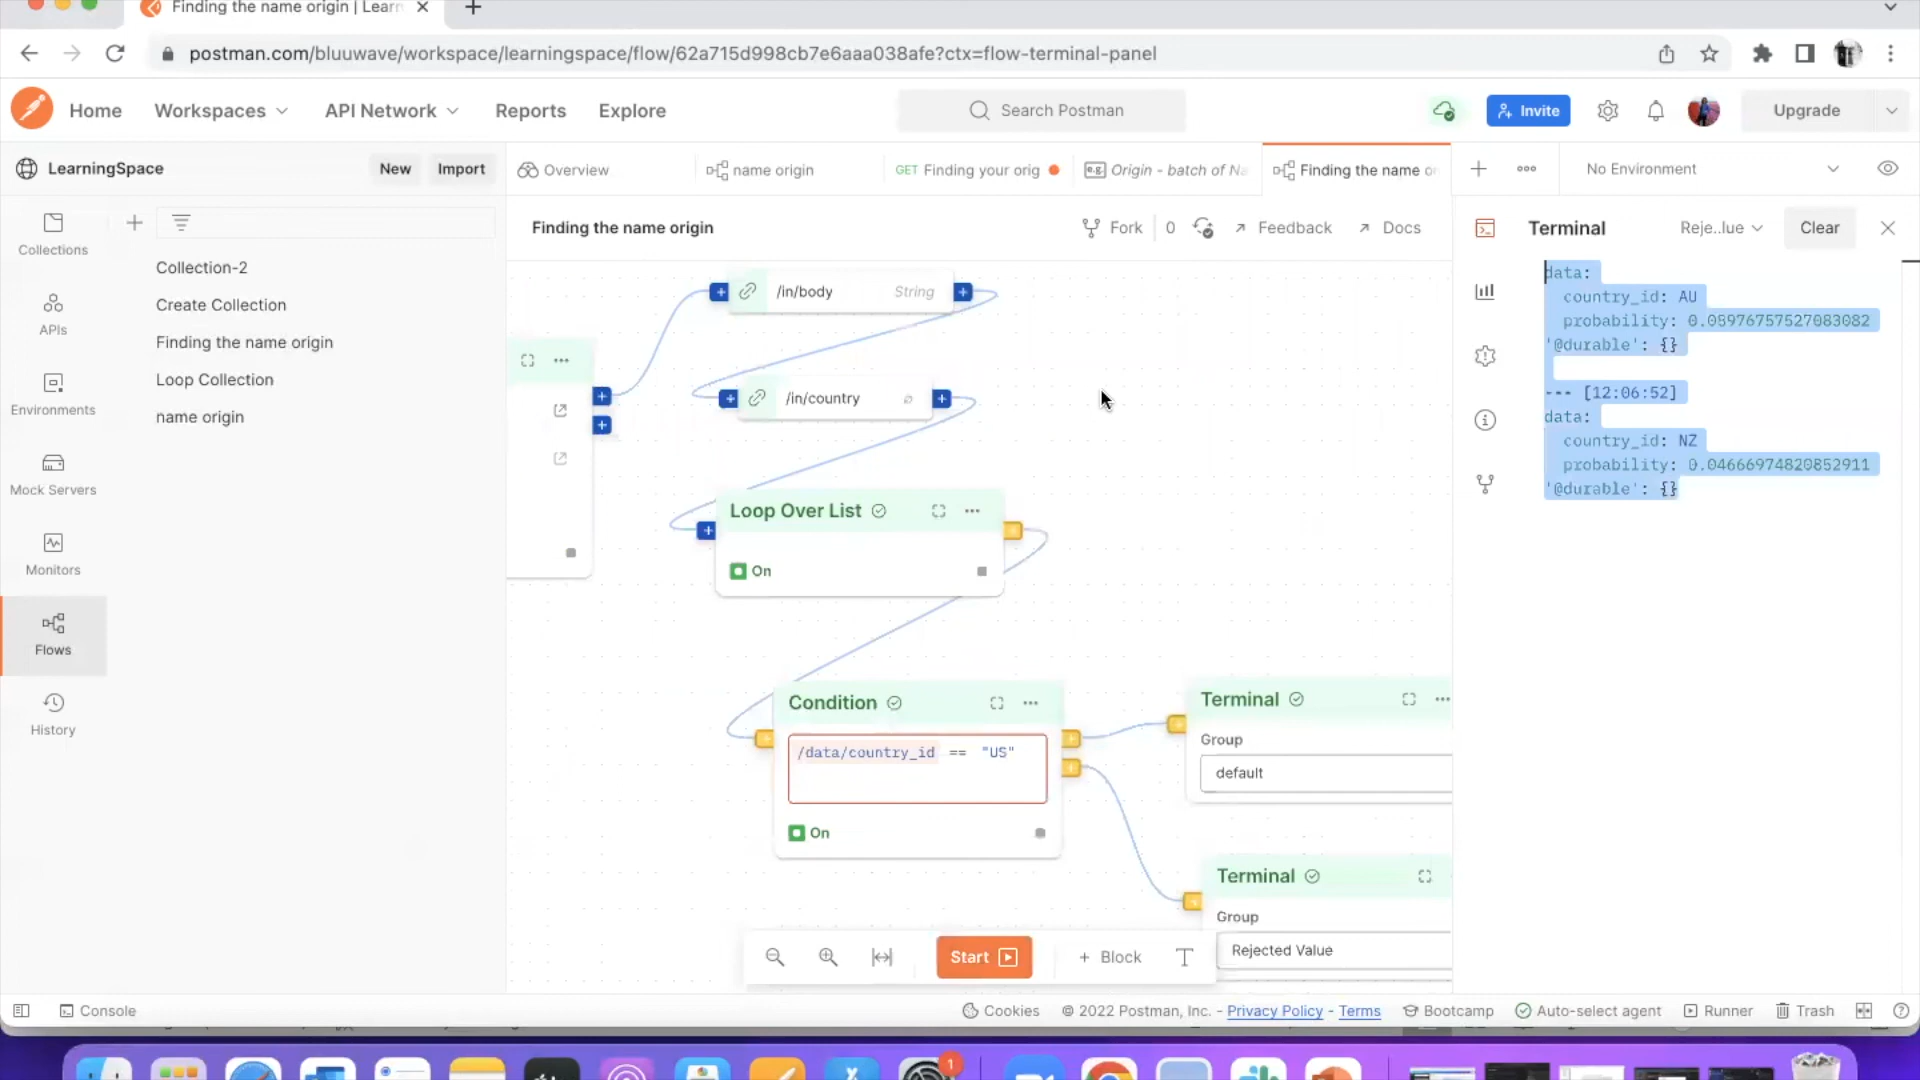 Finding the name origin | Learn
postman.com/bluuwave/workspace/learningspace/flow/62a715d998cb7e6aaa038afe?ctx=flow-terminal-panel
Home
Workspaces
API Network
Reports
Explore
Search Postman
Invite
Upgrade
LearningSpace
New
Import
Overview
name origin
GET Finding your orig
e.g. Origin - batch of Na
Finding the name or
No Environment
Collections
APIs
Environments
Mock Servers
Monitors
Flows
History
Collection-2
Create Collection
Finding the name origin
Loop Collection
name origin
Finding the name origin
Fork
0
Feedback
Docs
/in/body
String
/in/country
Loop Over List
On
Condition
/data/country_id == "US"
On
Terminal
Group
default
Terminal
Group
Rejected Value
Start
+ Block
T
Terminal
Reje..lue
Clear
data:
country_id: AU
probability: 0.05976757527083082
'@durable': {}
--- [12:06:52]
data:
country_id: NZ
probability: 0.04666974820852911
'@durable': {}
Console
Cookies
© 2022 Postman, Inc. - Privacy Policy - Terms
Bootcamp
Auto-select agent
Runner
Trash
1